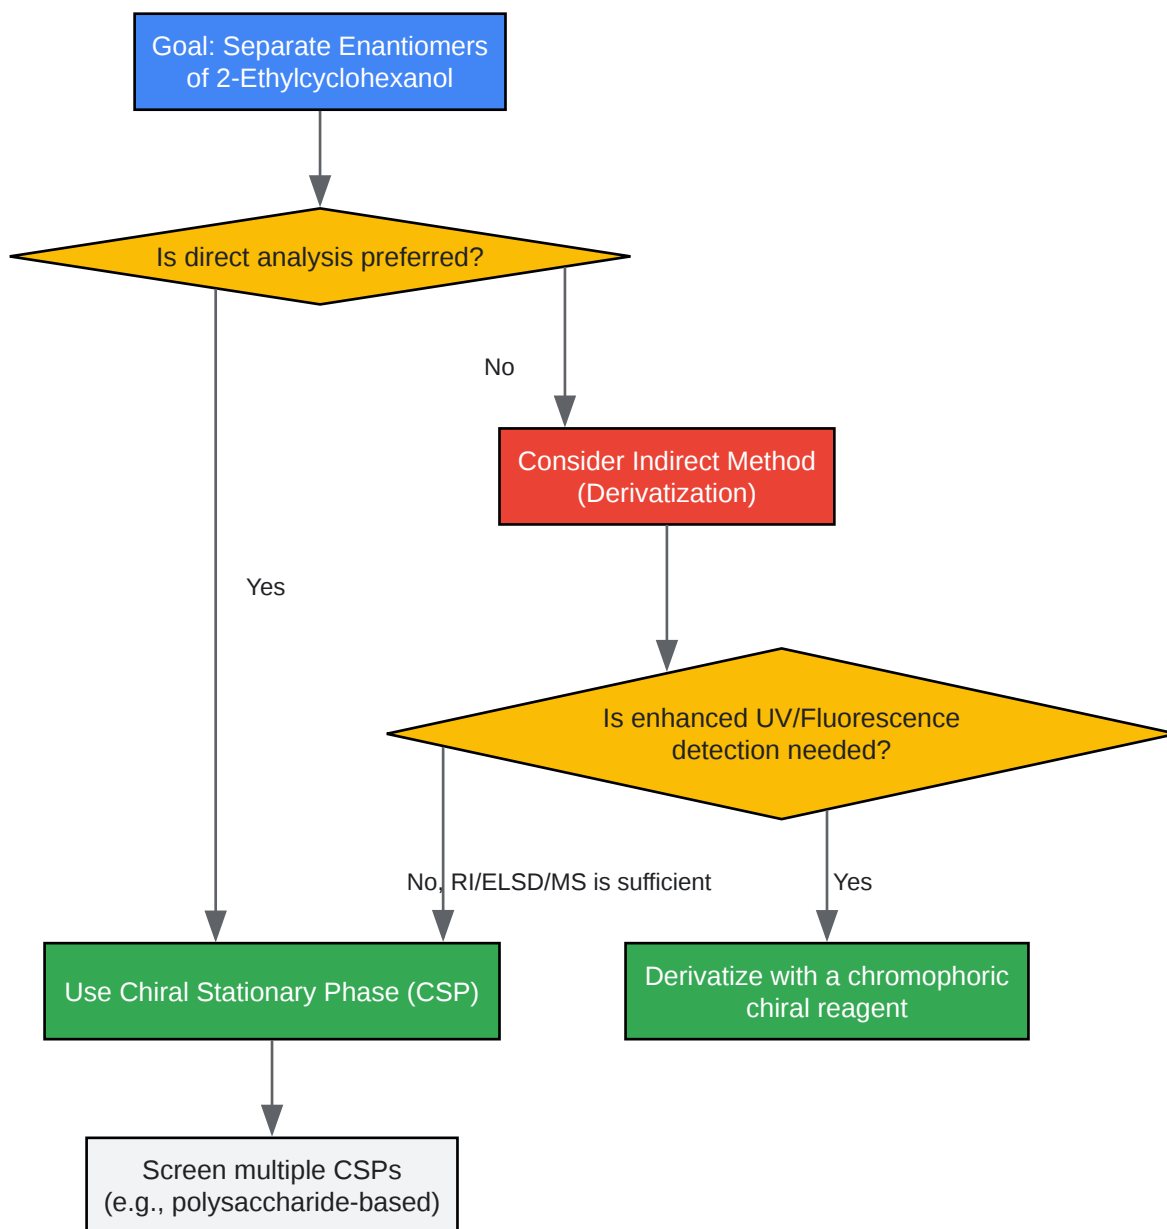 Goal: Separate Enantiomers
of 2-Ethylcyclohexanol
Is direct analysis preferred?
No
Consider Indirect Method
(Derivatization)
Yes
Is enhanced UV/Fluorescence
detection needed?
No, RI/ELSD/MS is sufficient
Yes
Use Chiral Stationary Phase (CSP)
Derivatize with a chromophoric
chiral reagent
Screen multiple CSPs
(e.g., polysaccharide-based)